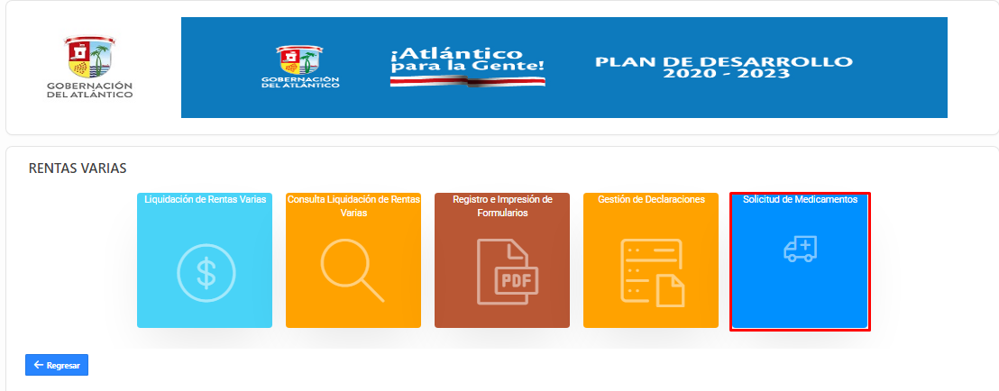 GOBERNACIÓN
DEL ATLÁNTICO
GOBERNACIÓN
DEL ATLÁNTICO
¡Atlántico
para la Gente!
PLAN DE DESARROLLO
2020 - 2023
RENTAS VARIAS
Liquidación de Rentas Varias
Consulta Liquidación de Rentas
Varias
Registro e Impresión de
Formularios
PDF
Gestión de Declaraciones
Solicitud de Medicamentos
Regresar